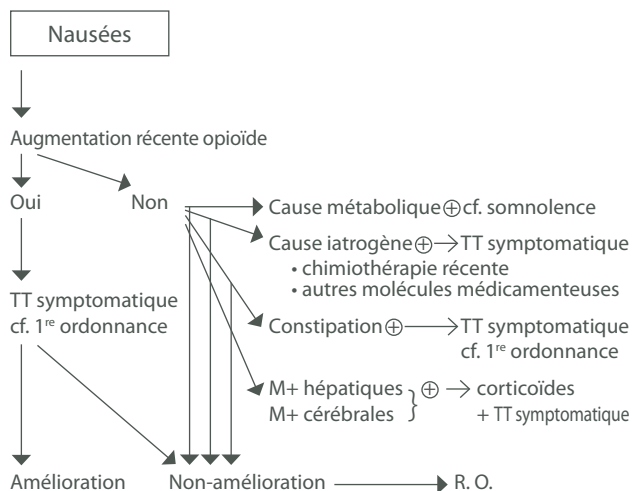 Nausées
Augmentation récente opioïde
Oui
Non
Cause métabolique ⊕ cf. somnolence
Cause iatrogène ⊕ → TT symptomatique
• chimiothérapie récente
• autres molécules médicamenteuses
TT symptomatique
cf. 1re ordonnance
Constipation ⊕ → TT symptomatique
cf. 1re ordonnance
M+ hépatiques } ⊕ → corticoïdes
M+ cérébrales + TT symptomatique
Amélioration
Non-amélioration
R. O.